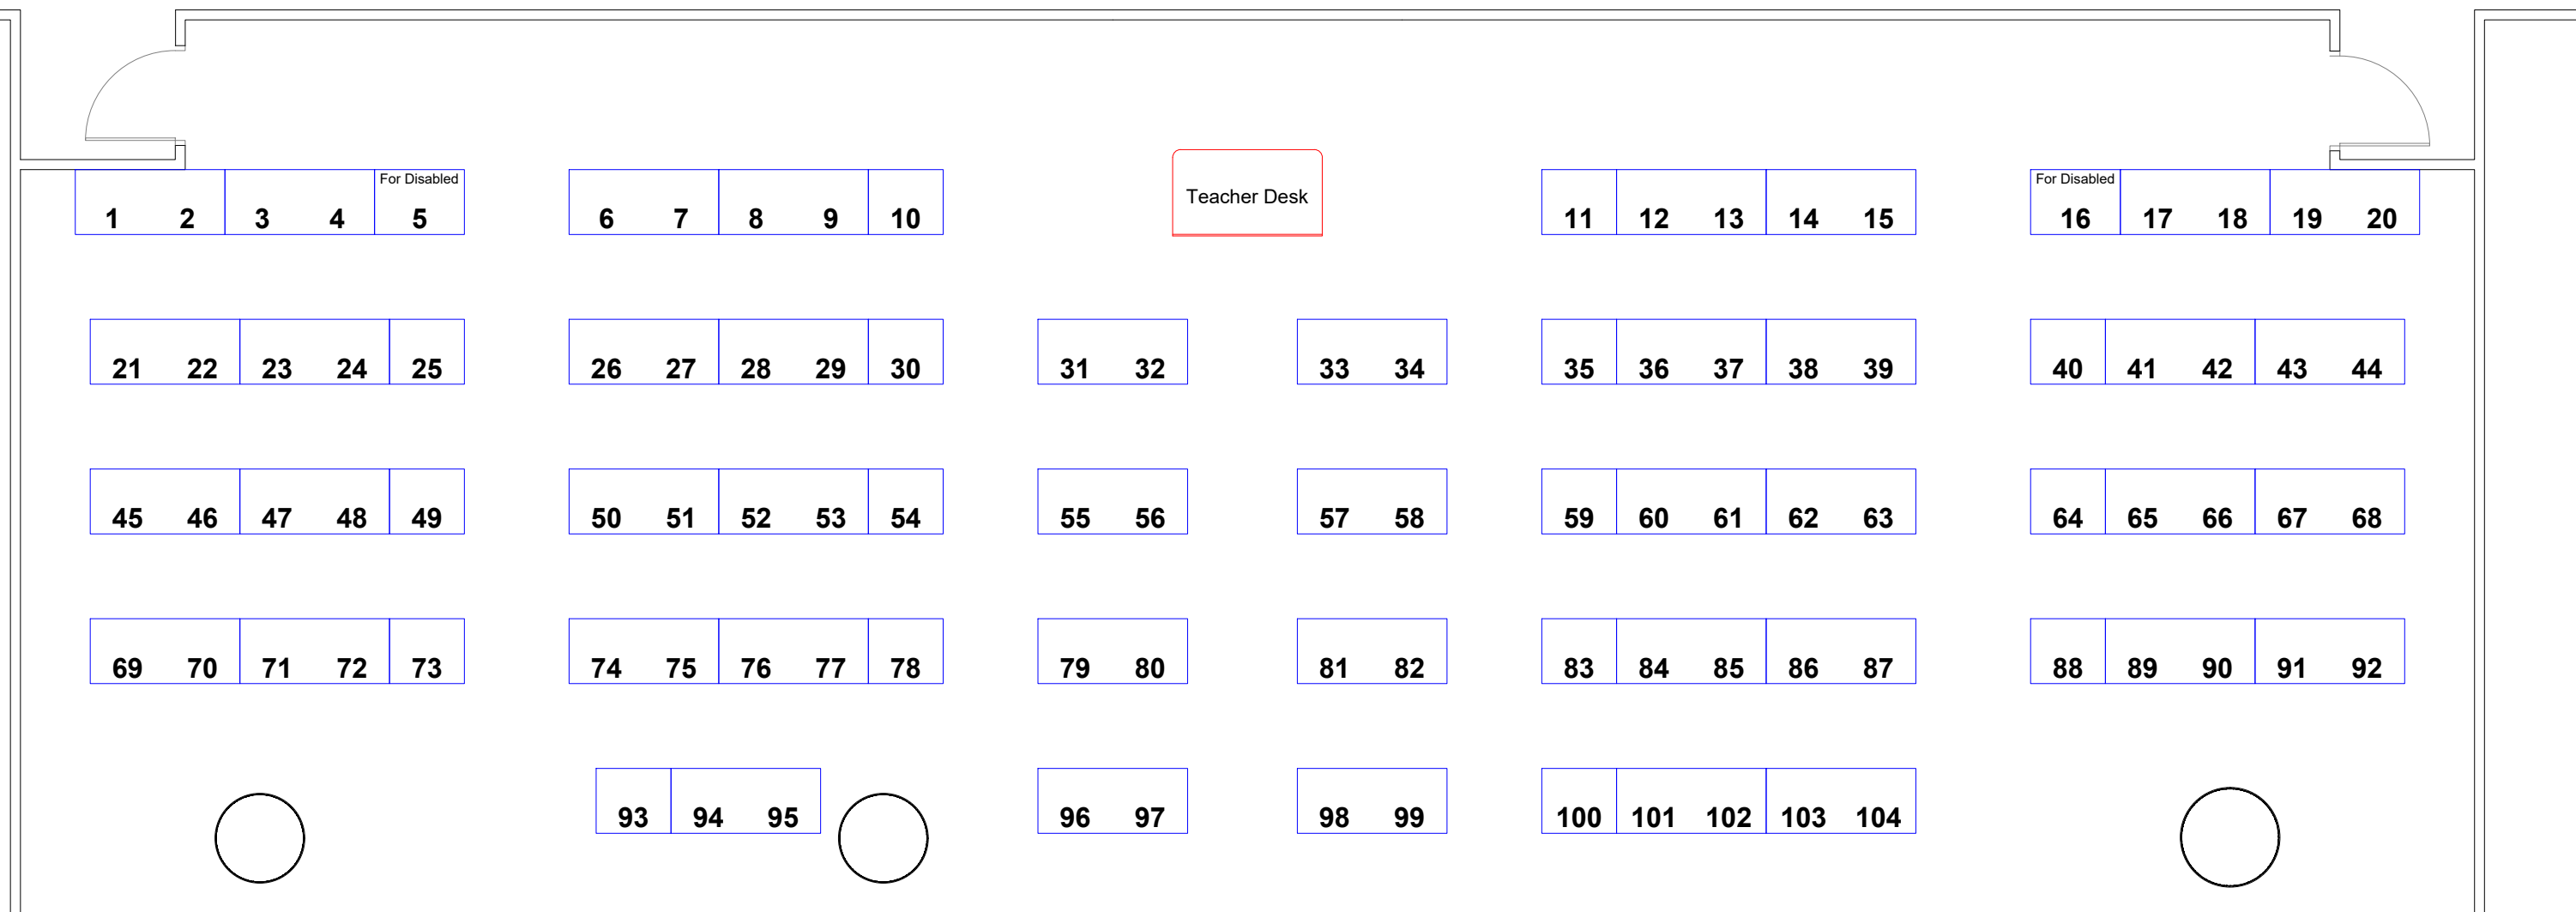 For Disabled
For Disabled
Teacher Desk
1 2 3 4 5 6 7 8 9 10 11 12 13 14 15 16 17 18 19 20
21 22 23 24 25 26 27 28 29 30 31 32 33 34 35 36 37 38 39 40 41 42 43 44
45 46 47 48 49 50 51 52 53 54 55 56 57 58 59 60 61 62 63 64 65 66 67 68
69 70 71 72 73 74 75 76 77 78 79 80 81 82 83 84 85 86 87 88 89 90 91 92
93 94 95 96 97 98 99 100 101 102 103 104